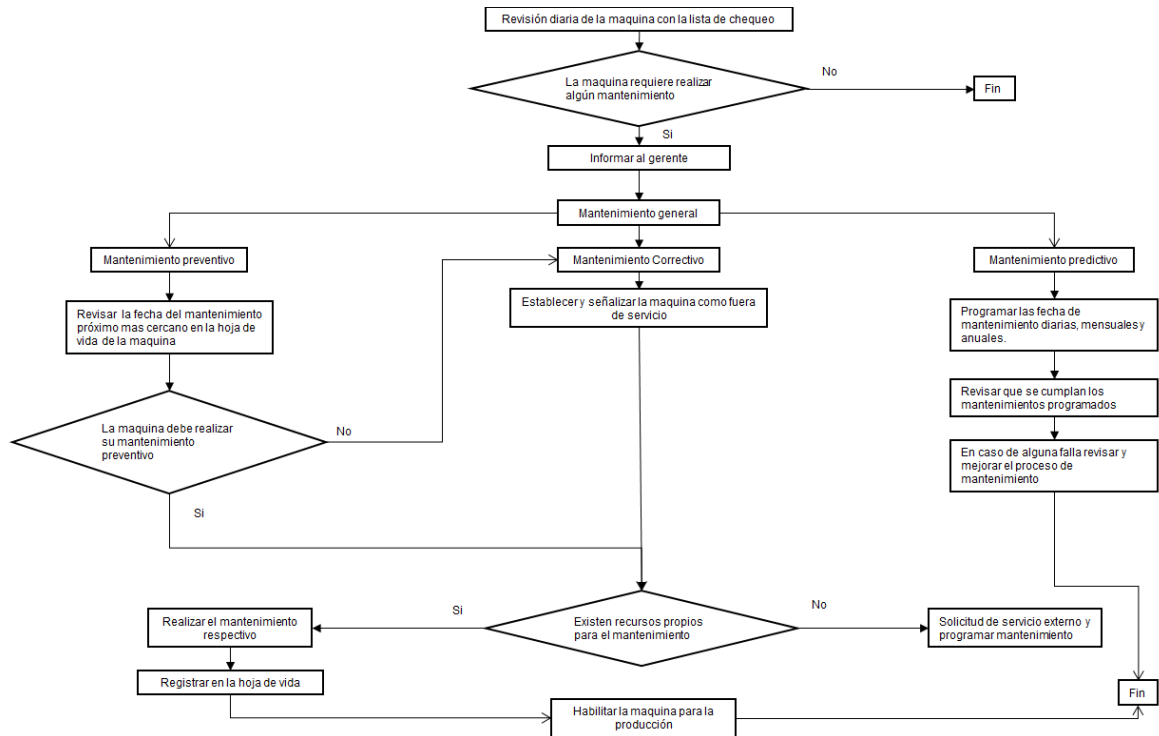 Revisión diaria de la maquina con la lista de chequeo
La maquina requiere realizar
algún mantenimiento
No
Fin
Si
Informar al gerente
Mantenimiento general
Mantenimiento preventivo
Mantenimiento Correctivo
Mantenimiento predictivo
Revisar la fecha del mantenimiento
próximo mas cercano en la hoja de
vida de la maquina
Establecer y señalizar la maquina como fuera
de servicio
Programar las fecha de
mantenimiento diarias, mensuales y
anuales.
Revisar que se cumplan los
mantenimientos programados
La maquina debe realizar
su mantenimiento
preventivo
No
En caso de alguna falla revisar y
mejorar el proceso de
mantenimiento
Si
Realizar el mantenimiento
respectivo
Si
Existen recursos propios
para el mantenimiento
No
Solicitud de servicio externo y
programar mantenimiento
Registrar en la hoja de vida
Habilitar la maquina para la
producción
Fin